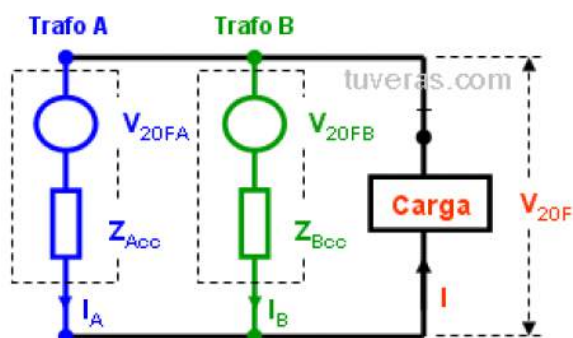 Trafo A
Trafo B
tuveras.com
V20FA
V20FB
Carga
V20F
ZAcc
ZBcc
IA
IB
I